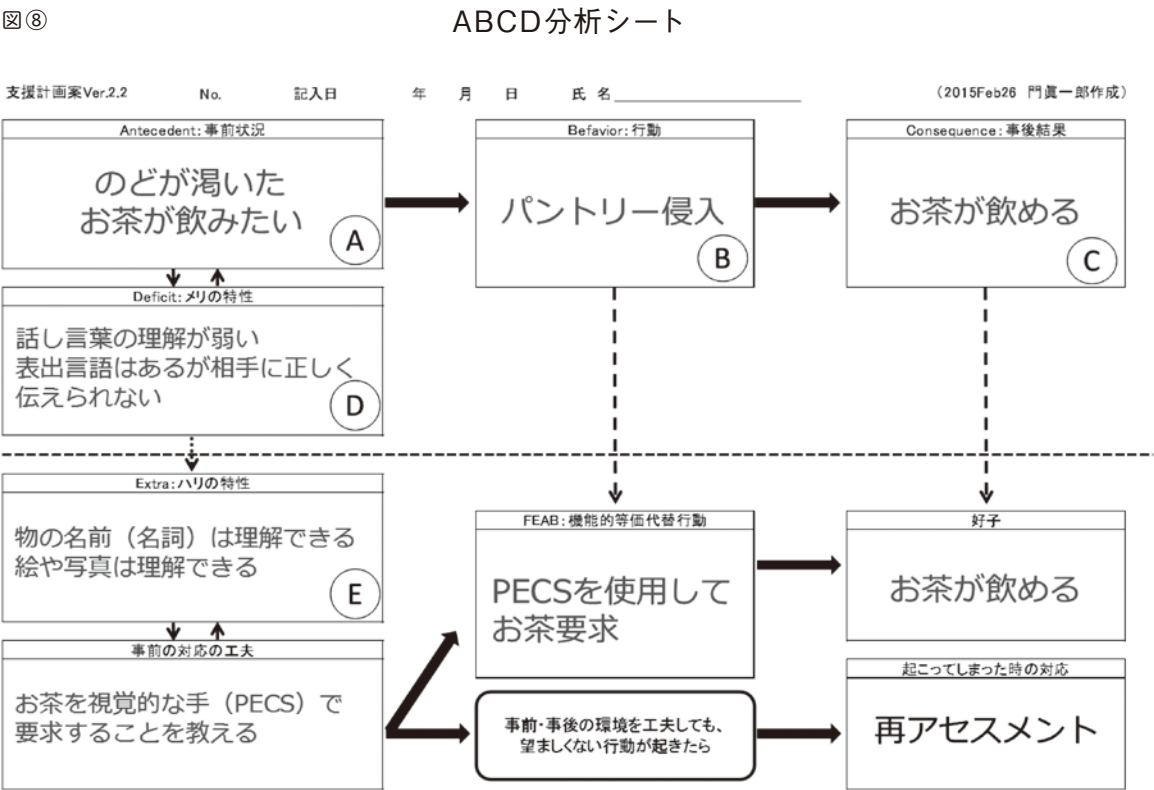 図⑧
ABCD分析シート
支援計画案Ver.2.2 No. 記入日 年 月 日 氏 名
(2015Feb26 門眞一郎作成)
Antecedent:事前状況
のどが渇いた
お茶が飲みたい
A
Befavior:行動
パントリー侵入
B
Consequence:事後結果
お茶が飲める
C
Deficit:メリの特性
話し言葉の理解が弱い
表出言語はあるが相手に正しく
伝えられない
D
Extra:ハリの特性
物の名前（名詞）は理解できる
絵や写真は理解できる
E
FEAB:機能的等価代替行動
PECSを使用して
お茶要求
好子
お茶が飲める
事前の対応の工夫
お茶を視覚的な手（PECS）で
要求することを教える
事前・事後の環境を工夫しても、
望ましくない行動が起きたら
起こってしまった時の対応
再アセスメント